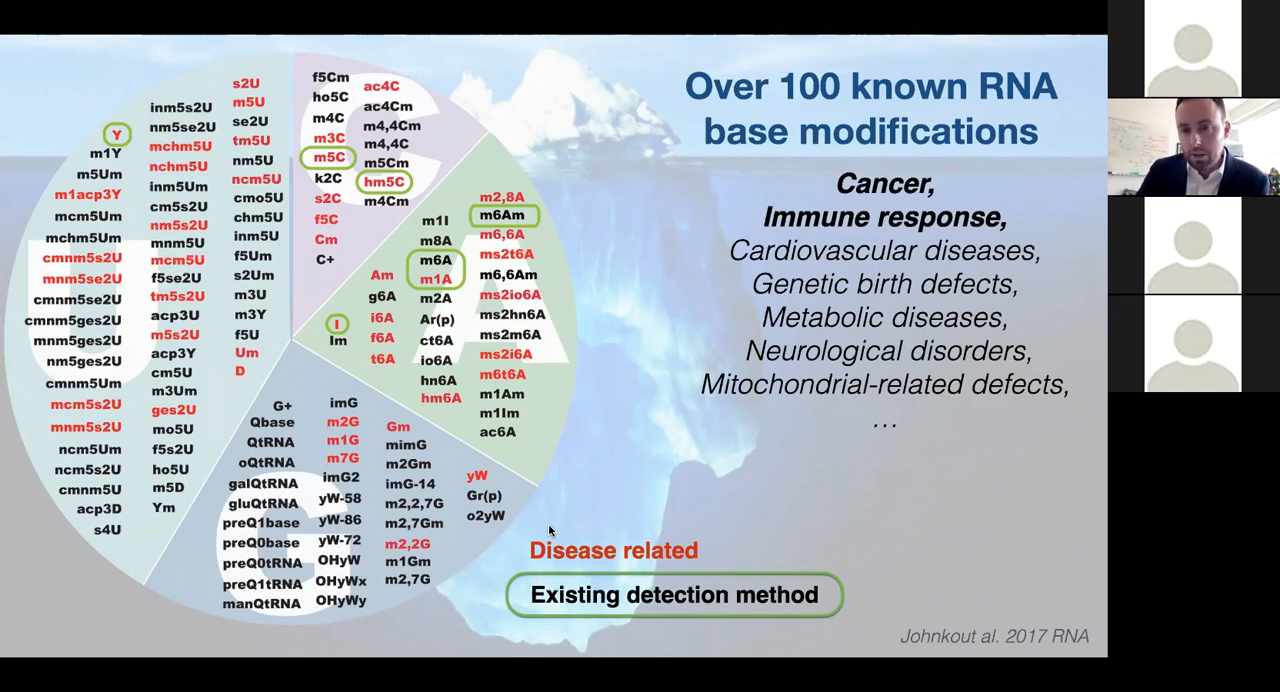 Over 100 known RNA
base modifications
Cancer,
Immune response,
Cardiovascular diseases,
Genetic birth defects,
Metabolic diseases,
Neurological disorders,
Mitochondrial-related defects,
...
U
Y
m1Y
m5Um
m1acp3Y
mcm5Um
mchm5Um
cmnm5s2U
mnm5se2U
cmnm5se2U
cmnm5ges2U
mnm5ges2U
nm5ges2U
cmnm5Um
mcm5s2U
mnm5s2U
ncm5Um
ncm5s2U
cmnm5U
acp3D
s4U
inm5s2U
nm5se2U
mchm5U
nchm5U
inm5Um
cm5s2U
nm5s2U
mnm5U
mcm5U
f5se2U
tm5s2U
acp3U
m5s2U
acp3Y
cm5U
m3Um
ges2U
mo5U
f5s2U
ho5U
m5D
Ym
s2U
m5U
se2U
tm5U
nm5U
ncm5U
cmo5U
chm5U
inm5U
f5Um
s2Um
m3U
m3Y
f5U
Um
D
C
f5Cm
ho5C
m4C
m3C
m5C
k2C
s2C
f5C
Cm
C+
ac4C
ac4Cm
m4,4Cm
m4,4C
m5Cm
hm5C
m4Cm
A
I
Im
Am
g6A
i6A
f6A
t6A
m1I
m8A
m6A
m1A
m2A
Ar(p)
ct6A
io6A
hn6A
hm6A
m2,8A
m6Am
m6,6A
ms2t6A
m6,6Am
ms2io6A
ms2hn6A
ms2m6A
ms2i6A
m6t6A
m1Am
m1Im
ac6A
G
G+
Qbase
QtRNA
oQtRNA
galQtRNA
gluQtRNA
preQ1base
preQ0base
preQ0tRNA
preQ1tRNA
manQtRNA
imG
m2G
m1G
m7G
imG2
yW-58
yW-86
yW-72
OHyW
OHyWx
OHyWy
Gm
mimG
m2Gm
imG-14
m2,2,7G
m2,7Gm
m2,2G
m1Gm
m2,7G
yW
Gr(p)
o2yW
Disease related
Existing detection method
Johnkout al. 2017 RNA